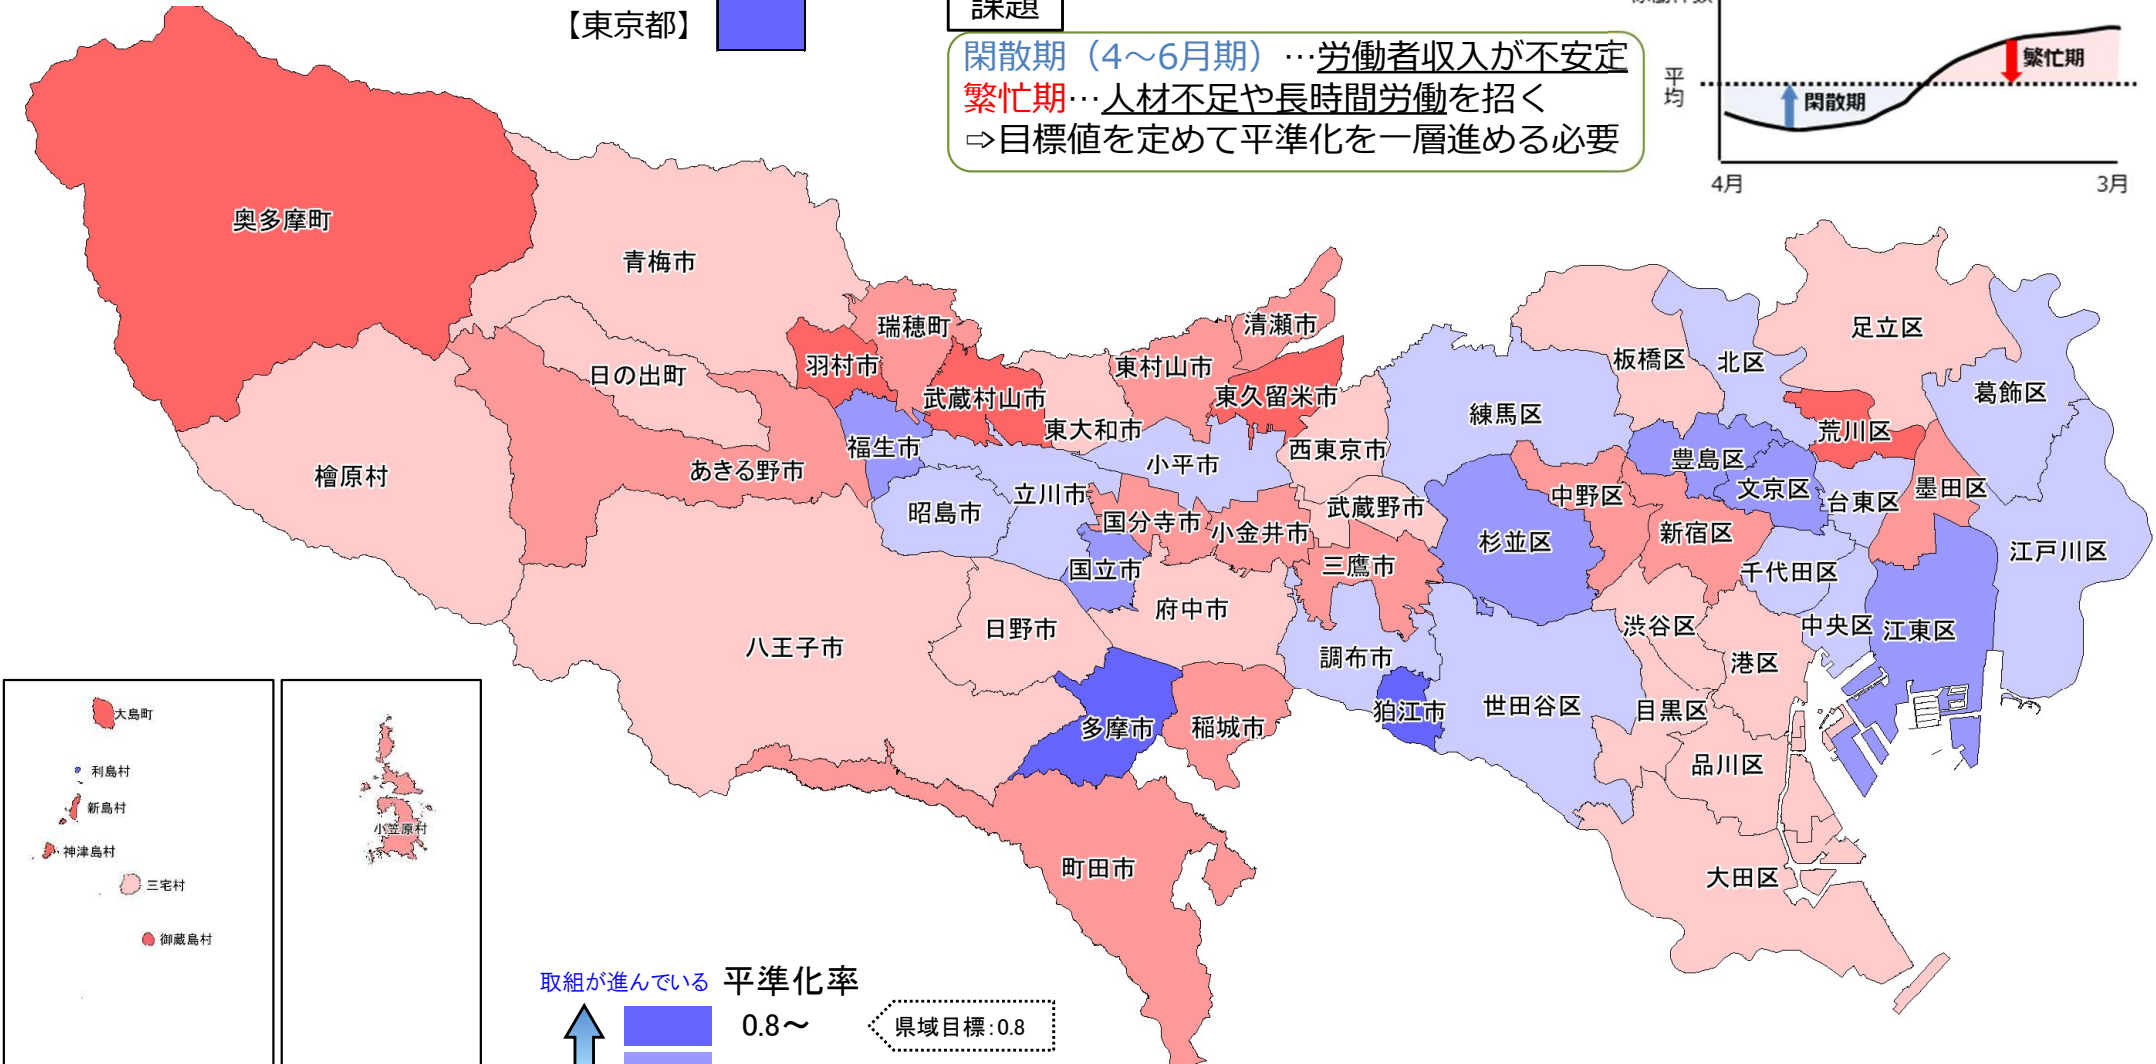 【東京都】
課題
閑散期（4～6月期）…労働者収入が不安定
繁忙期…人材不足や長時間労働を招く
⇨目標値を定めて平準化を一層進める必要
平均
繁忙期
閑散期
4月
3月
奥多摩町
青梅市
瑞穂町
清瀬市
足立区
羽村市
日の出町
東村山市
板橋区
北区
武蔵村山市
東久留米市
葛飾区
東大和市
練馬区
荒川区
福生市
西東京市
豊島区
檜原村
あきる野市
小平市
文京区
立川市
中野区
台東区
墨田区
昭島市
国分寺市
小金井市
武蔵野市
新宿区
杉並区
江戸川区
国立市
三鷹市
千代田区
府中市
日野市
渋谷区
中央区
江東区
八王子市
調布市
港区
世田谷区
目黒区
狛江市
多摩市
稲城市
品川区
町田市
大田区
大島町
利島村
新島村
神津島村
三宅村
御蔵島村
小笠原村
取組が進んでいる
平準化率
0.8～
県域目標：0.8